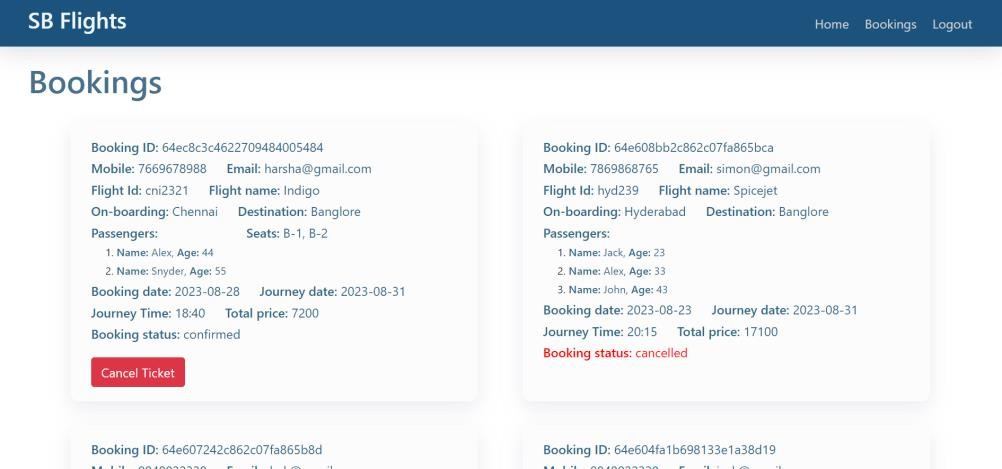 SB Flights
Home Bookings Logout
Bookings
Booking ID: 64ec8c3c4622709484005484
Mobile: 7669678988 Email: harsha@gmail.com
Flight Id: cni2321 Flight name: Indigo
On-boarding: Chennai Destination: Banglore
Passengers: Seats: B-1, B-2
1. Name: Alex, Age: 44
2. Name: Snyder, Age: 55
Booking date: 2023-08-28 Journey date: 2023-08-31
Journey Time: 18:40 Total price: 7200
Booking status: confirmed
Cancel Ticket
Booking ID: 64e608bb2c862c07fa865bca
Mobile: 7869868765 Email: simon@gmail.com
Flight Id: hyd239 Flight name: Spicejet
On-boarding: Hyderabad Destination: Banglore
Passengers:
1. Name: Jack, Age: 23
2. Name: Alex, Age: 33
3. Name: John, Age: 43
Booking date: 2023-08-23 Journey date: 2023-08-31
Journey Time: 20:15 Total price: 17100
Booking status: cancelled
Booking ID: 64e607242c862c07fa865b8d
Booking ID: 64e604fa1b698133e1a38d19